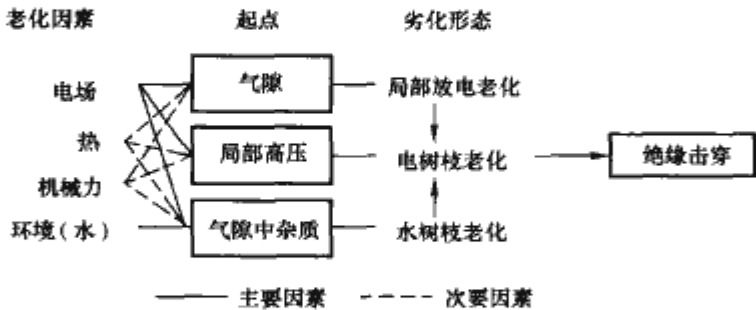 老化因素 起点 劣化形态
电场 气隙 局部放电老化
热
局部高压 电树枝老化 绝缘击穿
机械力
环境(水) 气隙中杂质 水树枝老化
主要因素 次要因素